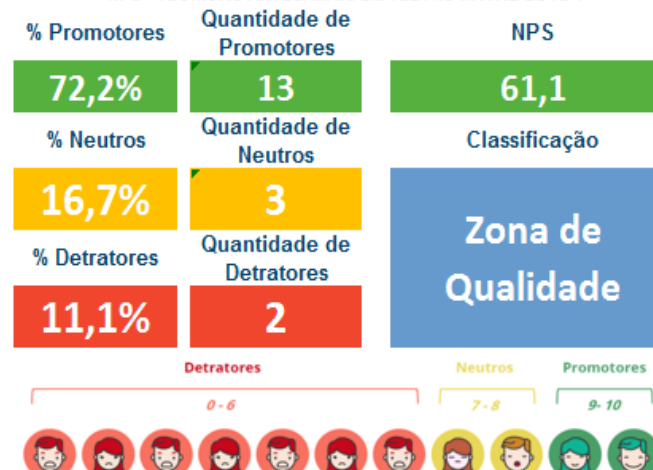 % Promotores
Quantidade de
Promotores
NPS
72,2%
13
61,1
% Neutros
Quantidade de
Neutros
Classificação
16,7%
3
Zona de
Qualidade
% Detratores
Quantidade de
Detratores
11,1%
2
Detratores
Neutros
Promotores
0 - 6
7 - 8
9- 10